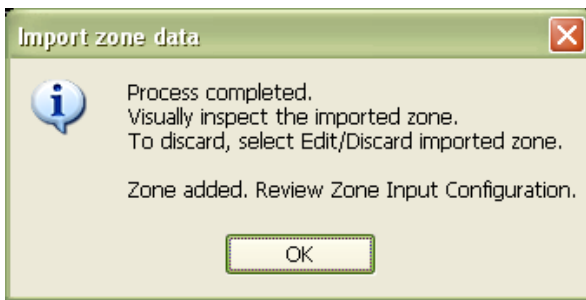 Import zone data
Process completed.
Visually inspect the imported zone.
To discard, select Edit/Discard imported zone.
Zone added. Review Zone Input Configuration.
OK